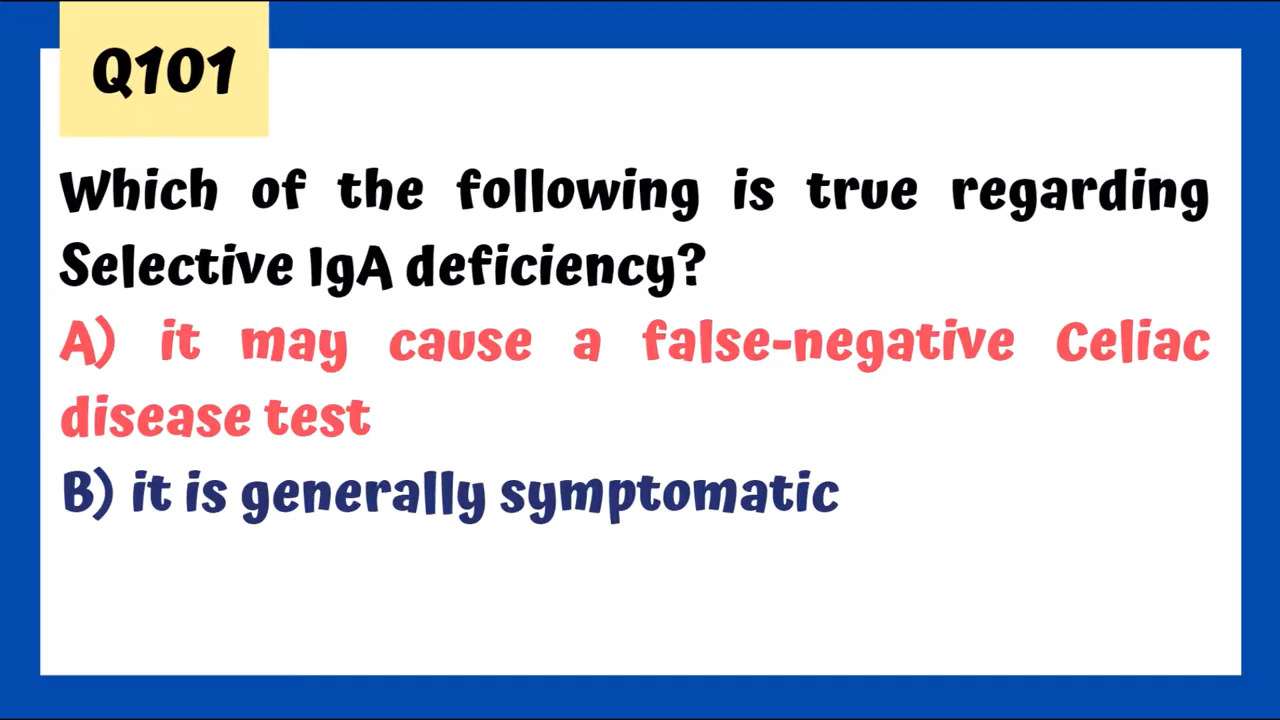 Q101
Which of the following is true regarding
Selective IgA deficiency?
A) it may cause a false-negative Celiac
disease test
B) it is generally symptomatic